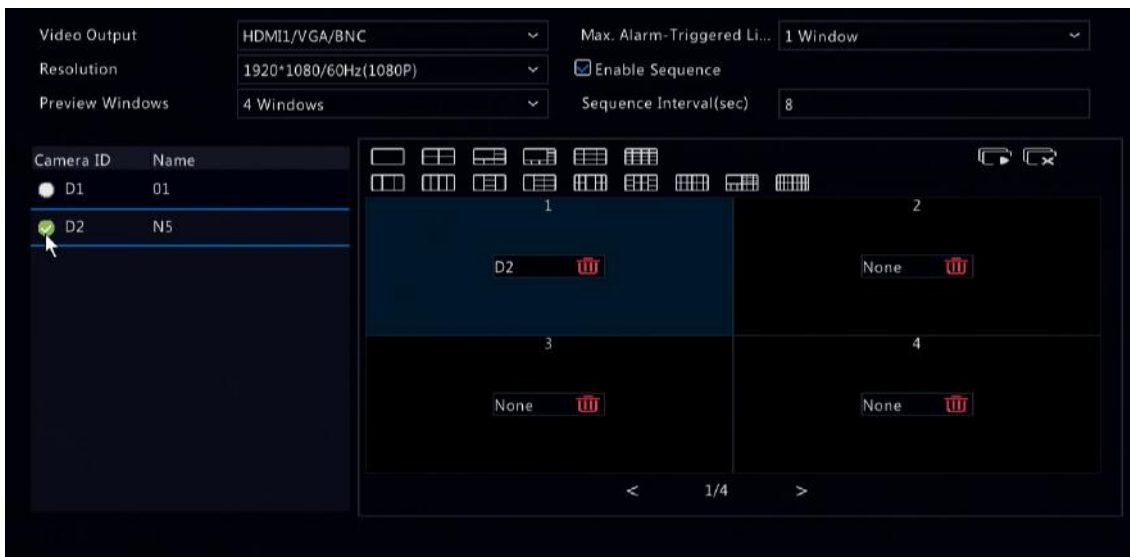 Video Output HDMI1/VGA/BNC Max. Alarm-Triggered Li... 1 Window
Resolution 1920*1080/60Hz(1080P) Enable Sequence
Preview Windows 4 Windows Sequence Interval(sec) 8
Camera ID Name
D1 01
D2 N5
1 2
D2 None
3 4
None None
< 1/4 >